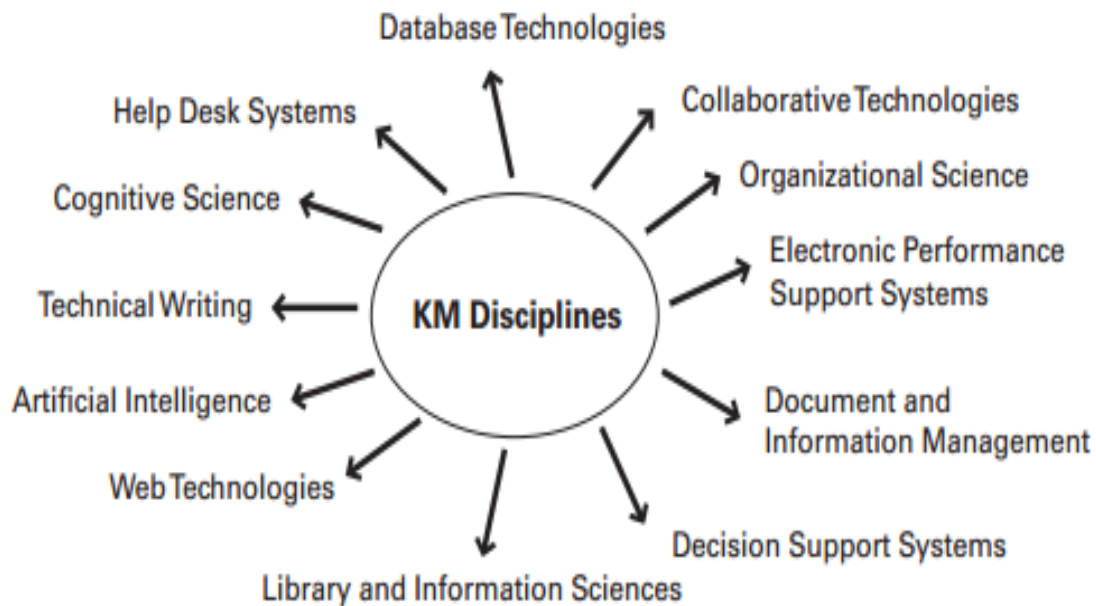 Database Technologies
Collaborative Technologies
Help Desk Systems
Organizational Science
Cognitive Science
Electronic Performance
Support Systems
Technical Writing
KM Disciplines
Artificial Intelligence
Document and
Information Management
Web Technologies
Decision Support Systems
Library and Information Sciences